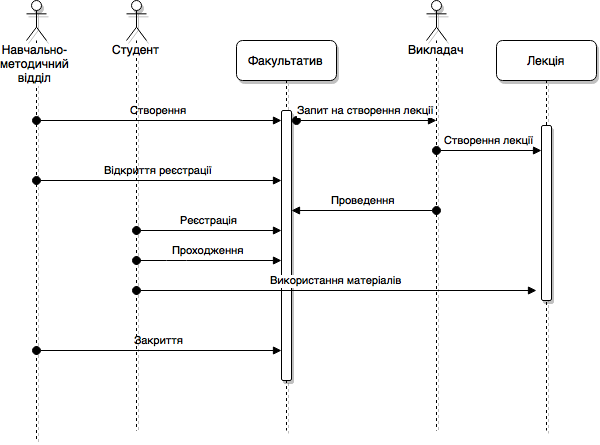 Навчально-
методичний
відділ
Студент
Факультатив
Викладач
Лекція
Створення
Запит на створення лекції
Створення лекції
Відкриття реєстрації
Проведення
Реєстрація
Проходження
Використання матеріалів
Закриття